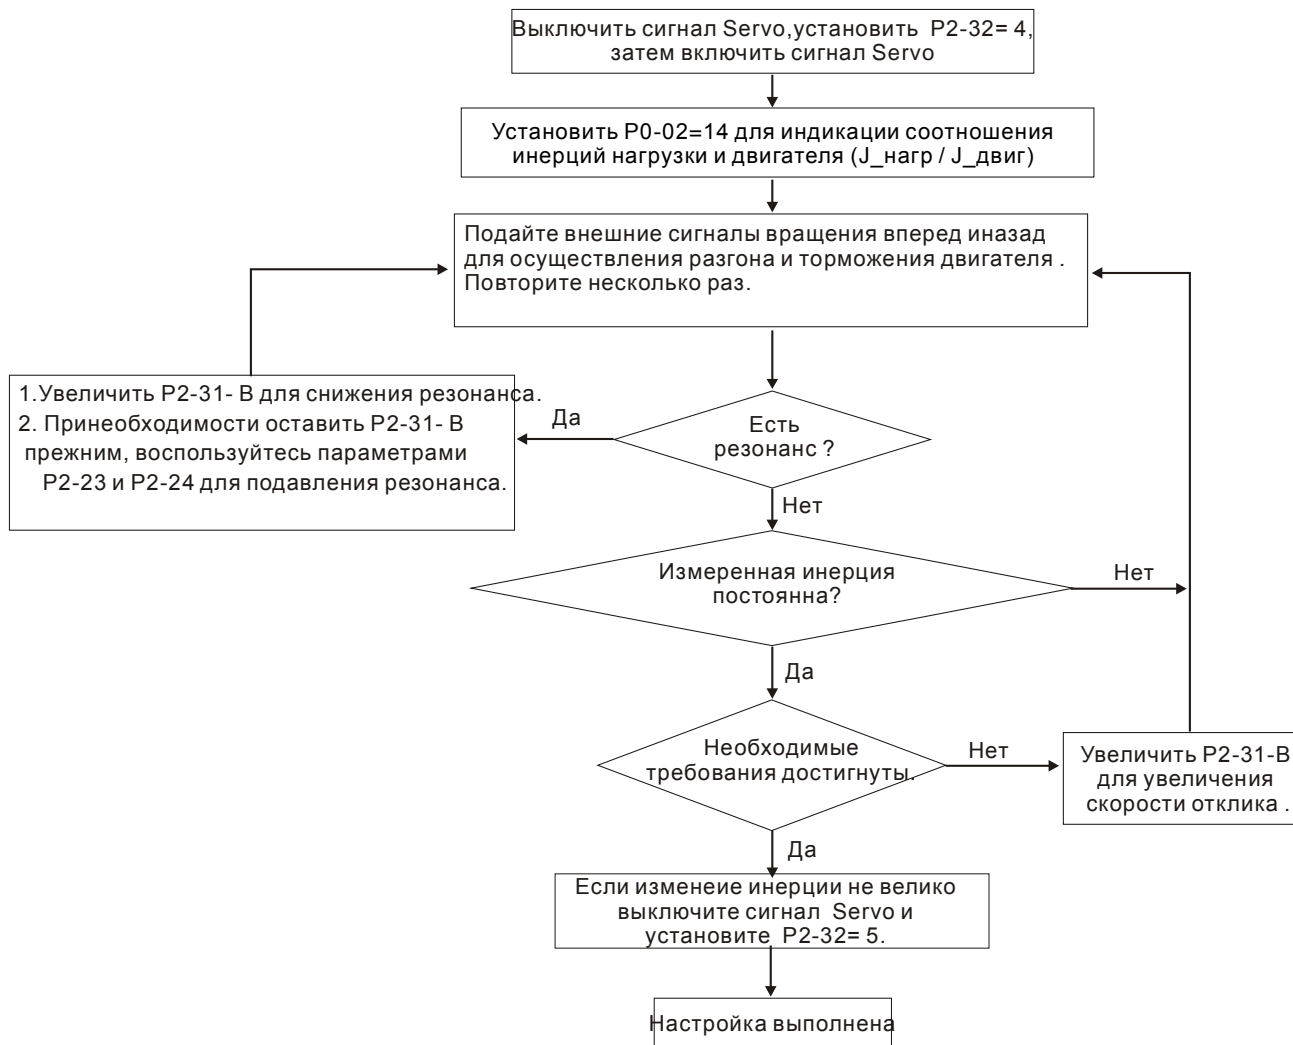 Выключить сигнал Servo,установить P2-32= 4,
затем включить сигнал Servo
Установить P0-02=14 для индикации соотношения
инерций нагрузки и двигателя (J_нагр / J_двиг)
Подайте внешние сигналы вращения вперед иназад
для осуществления разгона и торможения двигателя .
Повторите несколько раз.
1.Увеличить P2-31- B для снижения резонанса.
2. Принеобходимости оставить P2-31- B
прежним, воспользуйтесь параметрами
P2-23 и P2-24 для подавления резонанса.
Да
Есть
резонанс ?
Нет
Измеренная инерция
постоянна?
Нет
Да
Необходимые
требования достигнуты.
Нет
Увеличить P2-31-B
для увеличения
скорости отклика .
Да
Если изменеие инерции не велико
выключите сигнал Servo и
установите P2-32= 5.
Настройка выполнена